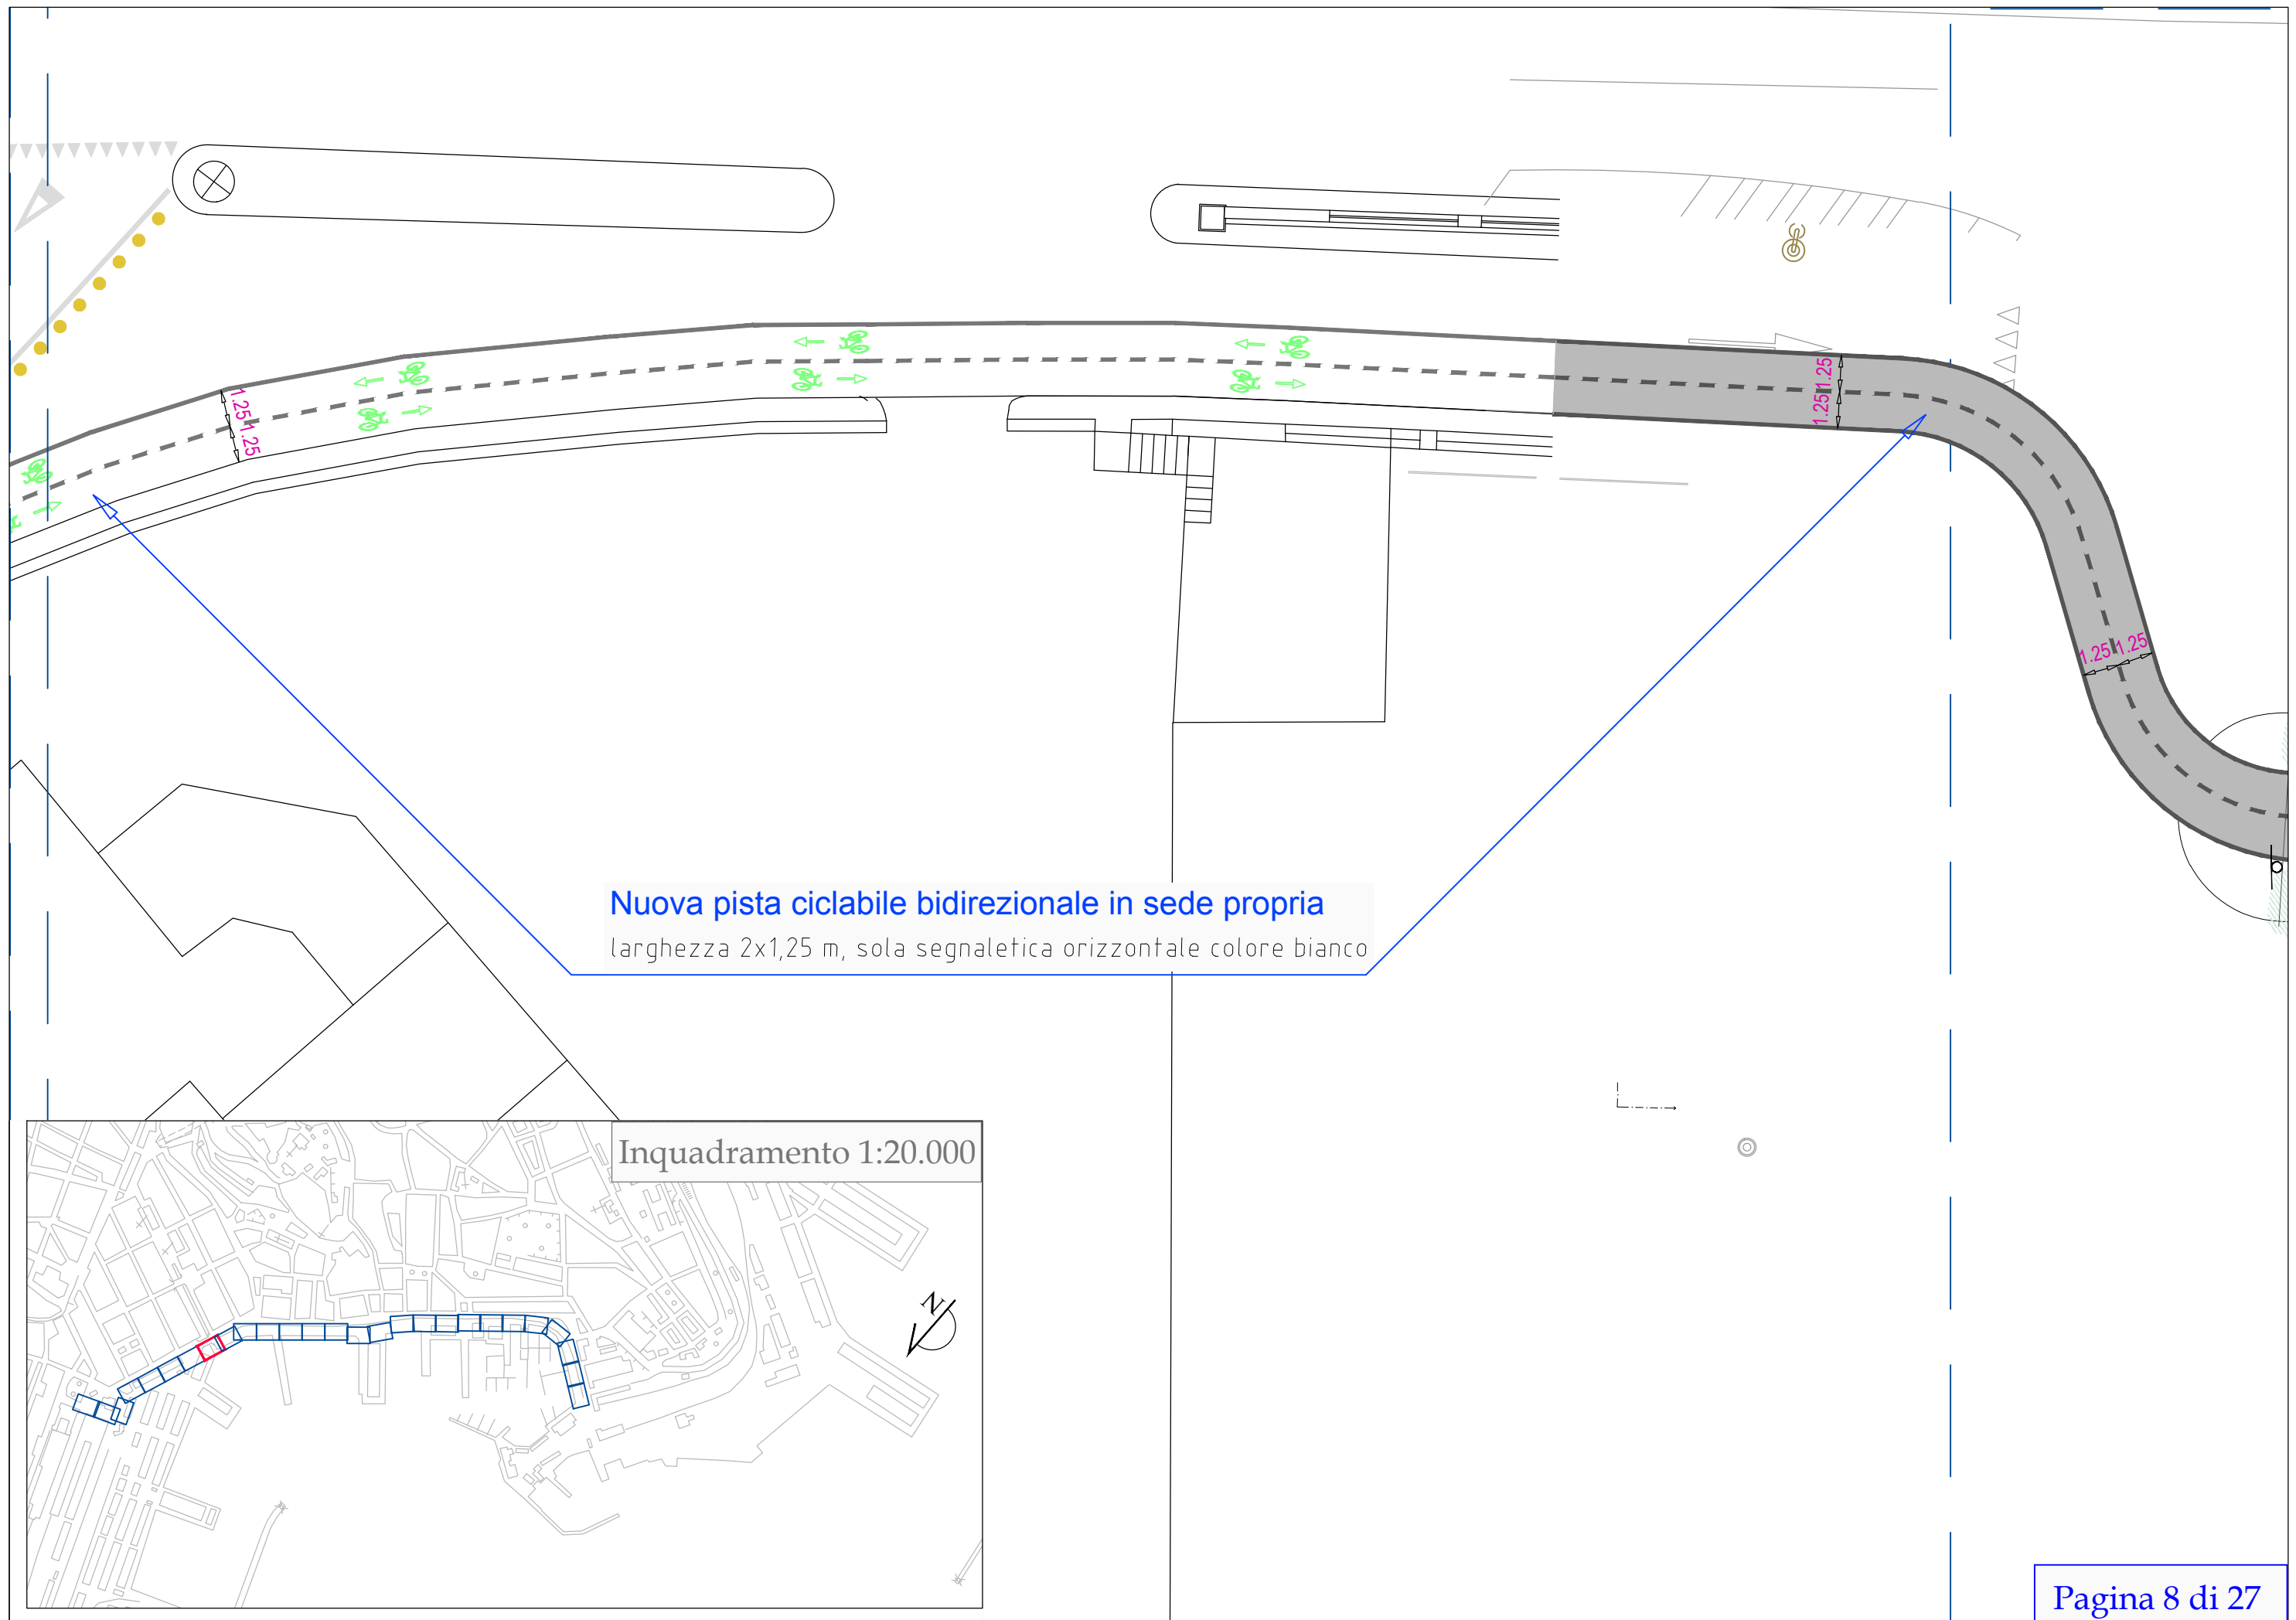 1.25 1.25
1.25 1.25
1.25 1.25
Nuova pista ciclabile bidirezionale in sede propria
larghezza 2x1,25 m, sola segnaletica orizzontale colore bianco
Inquadramento 1:20.000
N
Pagina 8 di 27